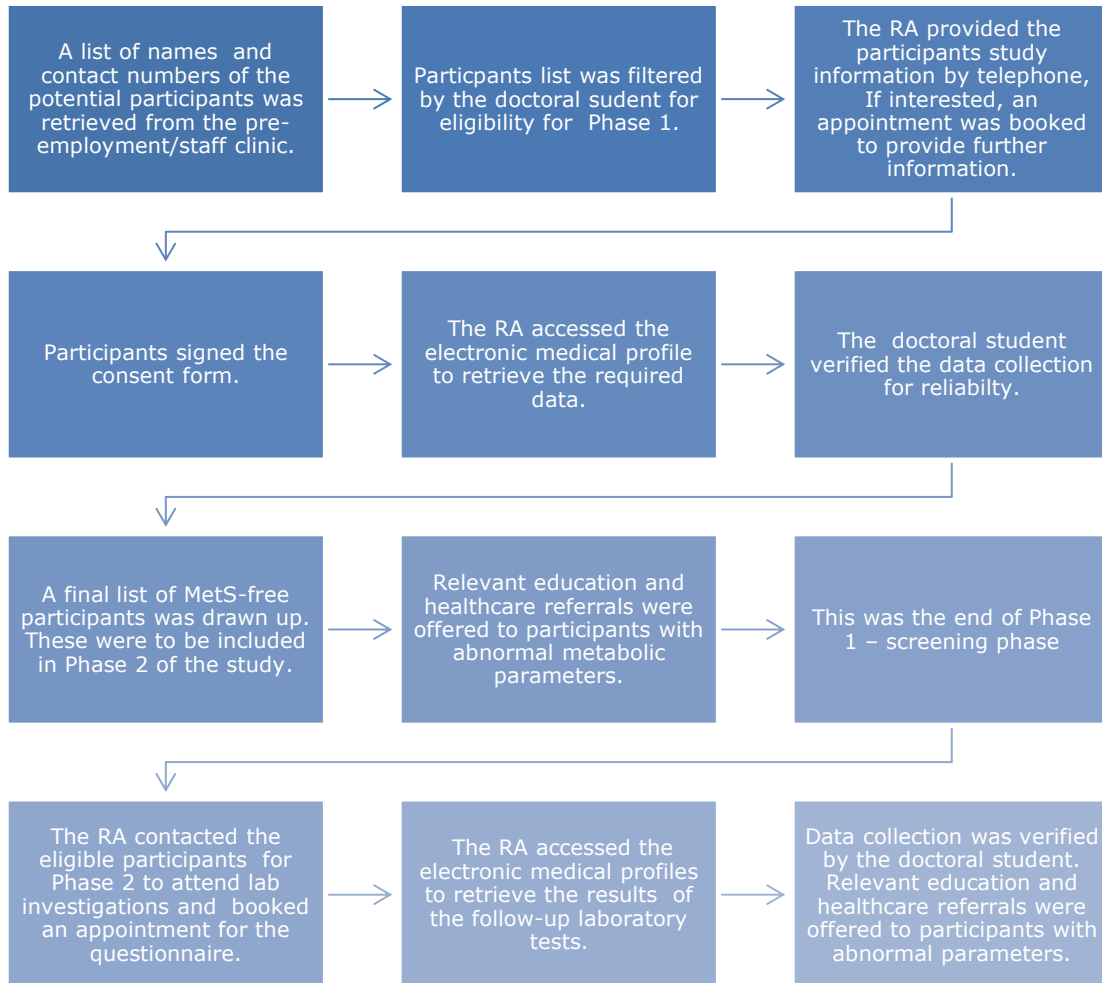 A list of names and
contact numbers of the
potential participants was
retrieved from the pre-
employment/staff clinic.
Particpants list was filtered
by the doctoral sudent for
eligibility for Phase 1.
The RA provided the
participants study
information by telephone,
If interested, an
appointment was booked
to provide further
information.
Participants signed the
consent form.
The RA accessed the
electronic medical profile
to retrieve the required
data.
The doctoral student
verified the data collection
for reliabilty.
A final list of MetS-free
participants was drawn up.
These were to be included
in Phase 2 of the study.
Relevant education and
healthcare referrals were
offered to participants with
abnormal metabolic
parameters.
This was the end of Phase
1 – screening phase
The RA contacted the
eligible participants for
Phase 2 to attend lab
investigations and booked
an appointment for the
questionnaire.
The RA accessed the
electronic medical profiles
to retrieve the results of
the follow-up laboratory
tests.
Data collection was verified
by the doctoral student.
Relevant education and
healthcare referrals were
offered to participants with
abnormal parameters.